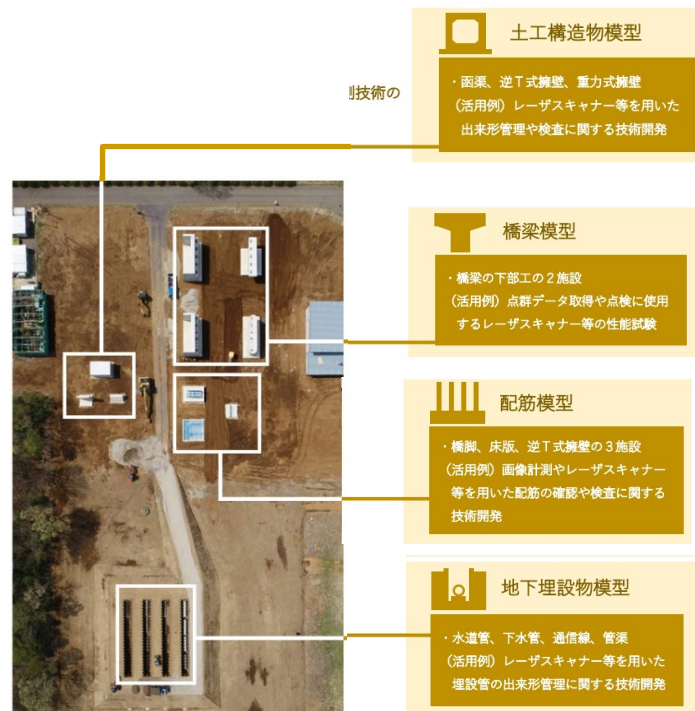 土工構造物模型
・函渠、逆T式擁壁、重力式擁壁
(活用例)レーザスキャナー等を用いた
出来形管理や検査に関する技術開発
測技術の
橋梁模型
・橋梁の下部工の2施設
(活用例)点群データ取得や点検に使用
するレーザスキャナー等の性能試験
配筋模型
・橋脚、床版、逆T式擁壁の3施設
(活用例)画像計測やレーザスキャナー
等を用いた配筋の確認や検査に関する
技術開発
地下埋設物模型
・水道管、下水管、通信線、管渠
(活用例)レーザスキャナー等を用いた
埋設管の出来形管理に関する技術開発